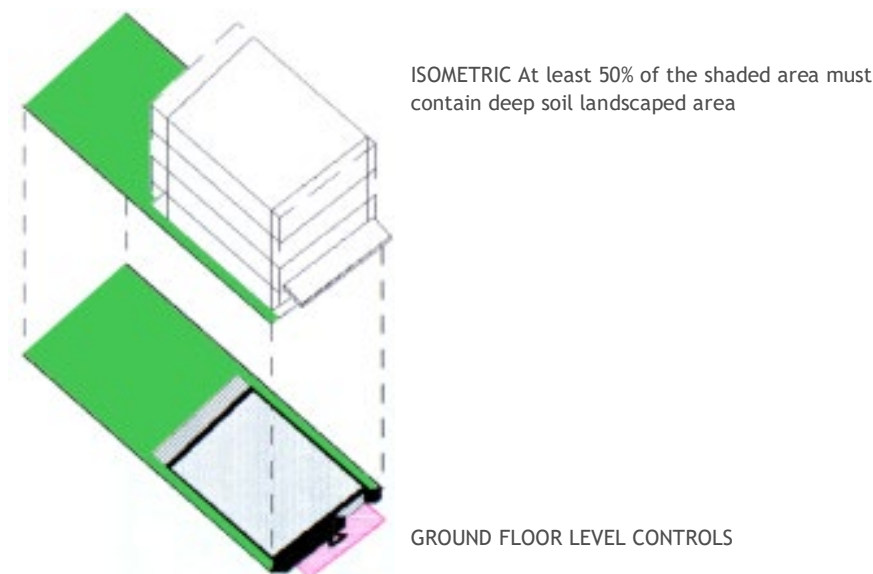 ISOMETRIC At least 50% of the shaded area must
contain deep soil landscaped area
GROUND FLOOR LEVEL CONTROLS